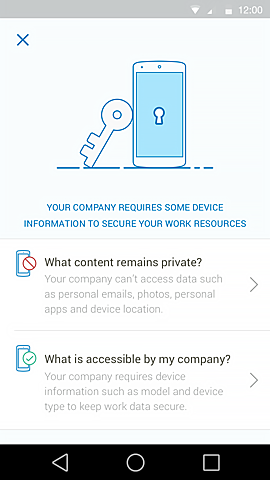 12:00
YOUR COMPANY REQUIRES SOME DEVICE
INFORMATION TO SECURE YOUR WORK RESOURCES
What content remains private?
Your company can't access data such
as personal emails, photos, personal
apps and device location.
What is accessible by my company?
Your company requires device
information such as model and device
type to keep work data secure.